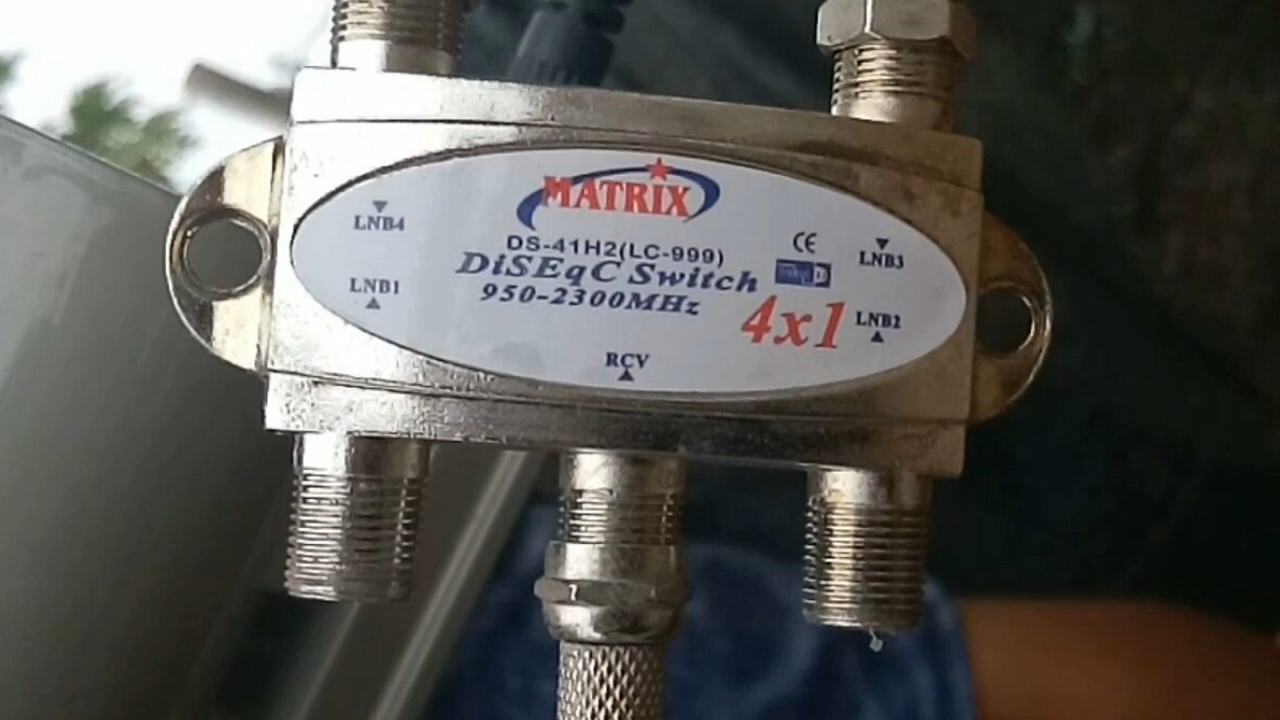 MATRIX
LNB4
DS-41H2(LC-999)
CE
LNB3
DiSEqC Switch
LNB1
950-2300MHz
4x1
LNB2
RCV